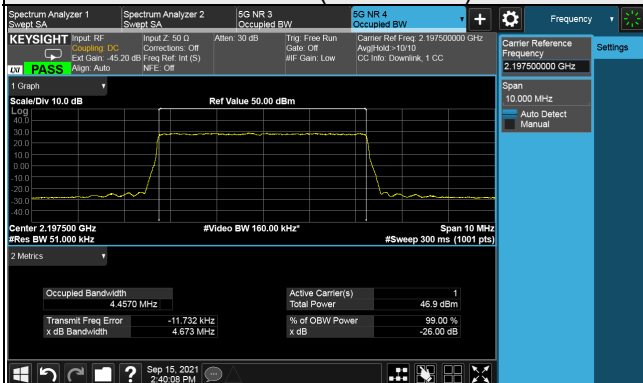 Spectrum Analyzer 1
Swept SA
Spectrum Analyzer 2
Swept SA
5G NR 3
Occupied BW
5G NR 4
Occupied BW
+
Frequency
KEYSIGHT
LXI PASS
Input: RF
Coupling: DC
Ext Gain: -45.20 dB
Align: Auto
Input Z: 50 Ω
Corrections: Off
Freq Ref: Int (S)
NFE: Off
Atten: 30 dB
Trig: Free Run
Gate: Off
#IF Gain: Low
Carrier Ref Freq: 2.197500000 GHz
Avg|Hold:>10/10
CC Info: Downlink, 1 CC
Carrier Reference
Frequency
2.197500000 GHz
Settings
Span
10.000 MHz
Auto Detect
Manual
1 Graph
Scale/Div 10.0 dB
Ref Value 50.00 dBm
Log
40.0
30.0
20.0
10.0
0.00
-10.0
-20.0
-30.0
-40.0
Center 2.197500 GHz
#Video BW 160.00 kHz*
Span 10 MHz
#Res BW 51.000 kHz
#Sweep 300 ms (1001 pts)
2 Metrics
Occupied Bandwidth
4.4570 MHz
Active Carrier(s) 1
Total Power 46.9 dBm
Transmit Freq Error -11.732 kHz
x dB Bandwidth 4.673 MHz
% of OBW Power 99.00 %
x dB -26.00 dB
?
Sep 15, 2021
2:40:08 PM